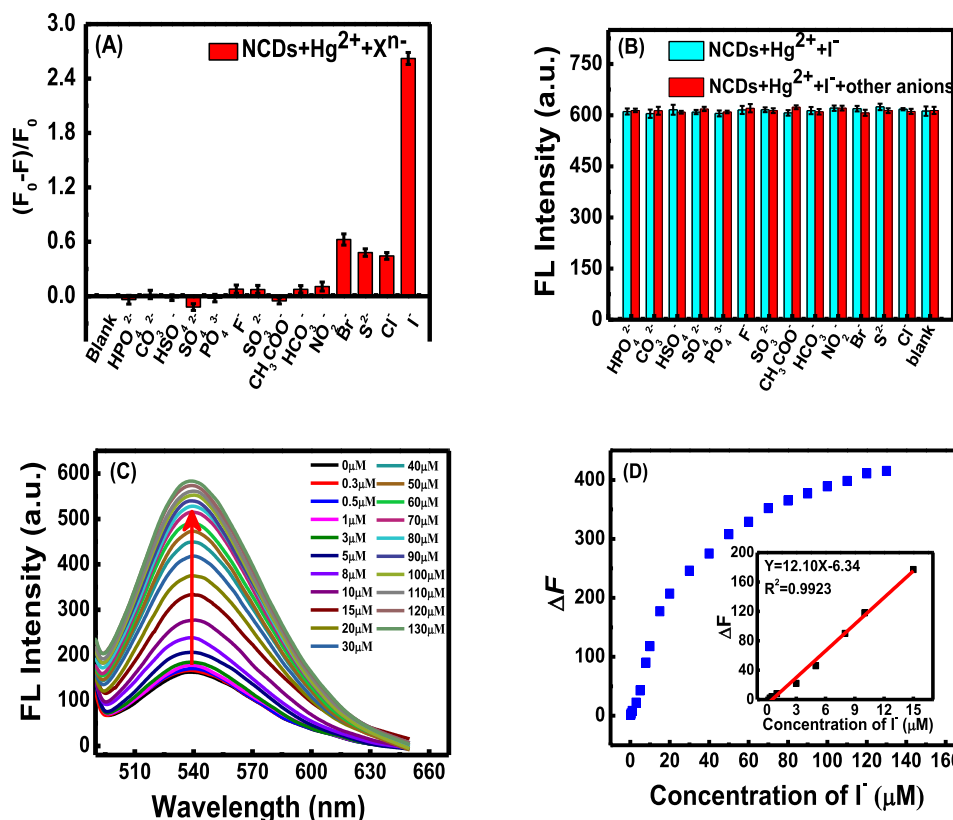 (A)
NCDs+Hg²⁺+Xⁿ⁻
(F₀-F)/F₀
3.0
2.4
1.8
1.2
0.6
0.0
Blank
HPO₄²⁻
CO₃²⁻
HSO₄⁻
SO₄²⁻
PO₄³⁻
F⁻
SO₃²⁻
CH₃COO⁻
HCO₃⁻
NO₂⁻
Br⁻
S²⁻
Cl⁻
I⁻
(B)
NCDs+Hg²⁺+I⁻
NCDs+Hg²⁺+I⁻+other anions
FL Intensity (a.u.)
750
600
450
300
150
0
HPO₄²⁻
CO₃²⁻
HSO₄⁻
SO₄²⁻
PO₄³⁻
F⁻
SO₃²⁻
CH₃COO⁻
HCO₃⁻
NO₂⁻
Br⁻
S²⁻
Cl⁻
blank
(C)
FL Intensity (a.u.)
600
500
400
300
200
100
0
0μM
0.3μM
0.5μM
1μM
3μM
5μM
8μM
10μM
15μM
20μM
30μM
40μM
50μM
60μM
70μM
80μM
90μM
100μM
110μM
120μM
130μM
510 540 570 600 630 660
Wavelength (nm)
(D)
ΔF
400
300
200
100
0
0 20 40 60 80 100 120 140 160
Concentration of I⁻ (μM)
Y=12.10X-6.34
R²=0.9923
ΔF
180
120
80
40
0
3 6 9 12 15
Concentration of I⁻ (μM)